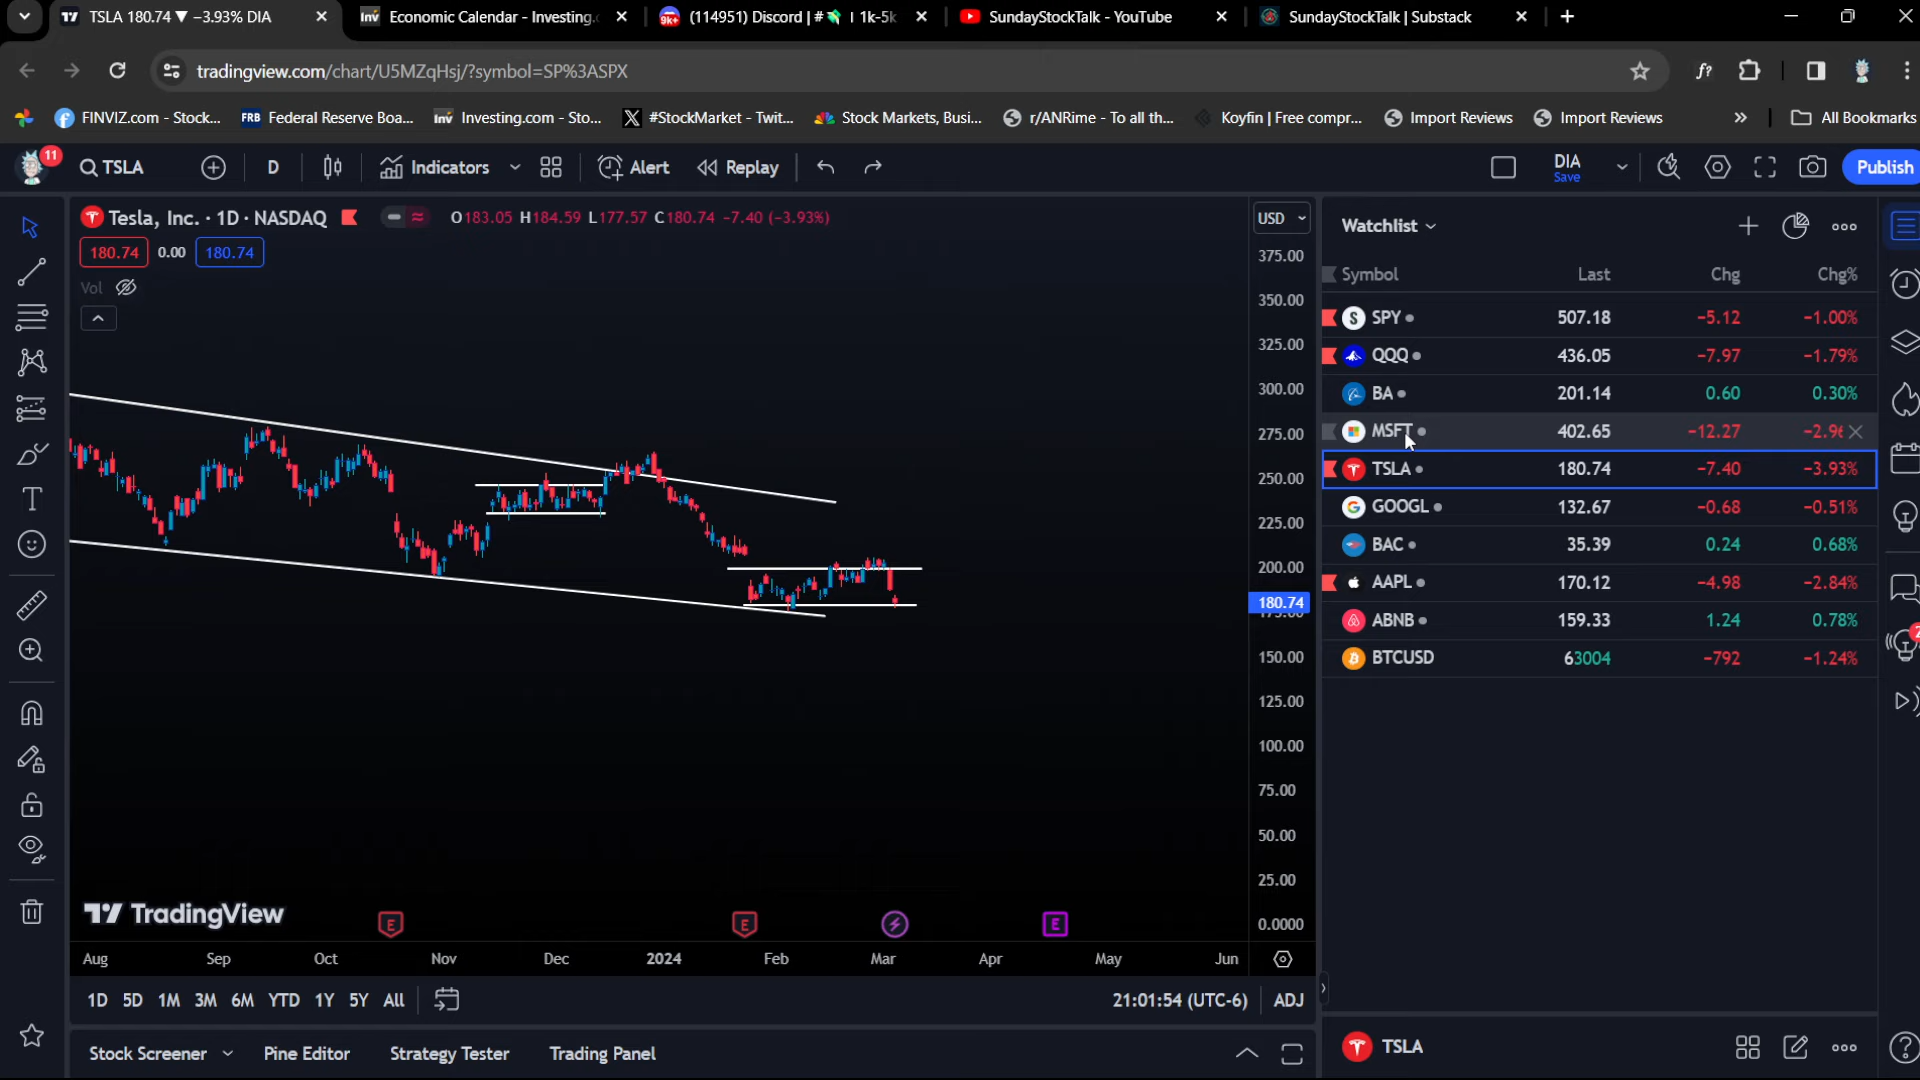 TSLA 180.74 ▼ −3.93% DIA
Economic Calendar - Investing.
(114951) Discord | # | 1k-5k
SundayStockTalk - YouTube
SundayStockTalk | Substack
tradingview.com/chart/U5MZqHsj/?symbol=SP%3ASPX
FINVIZ.com - Stock...
FRB Federal Reserve Boa...
Inv Investing.com - Sto...
#StockMarket - Twit...
Stock Markets, Busi...
r/ANRime - To all th...
Koyfin | Free compr...
Import Reviews
Import Reviews
All Bookmarks
11
TSLA
D
Indicators
Alert
Replay
DIA
Save
Publish
Tesla, Inc. · 1D · NASDAQ
O183.05 H184.59 L177.57 C180.74 −7.40 (−3.93%)
180.74 0.00 180.74
Vol
USD
375.00
350.00
325.00
300.00
275.00
250.00
225.00
200.00
180.74
150.00
125.00
100.00
75.00
50.00
25.00
0.0000
Watchlist
Symbol Last Chg Chg%
SPY 507.18 −5.12 −1.00%
QQQ 436.05 −7.97 −1.79%
BA 201.14 0.60 0.30%
MSFT 402.65 −12.27 −2.96
TSLA 180.74 −7.40 −3.93%
GOOGL 132.67 −0.68 −0.51%
BAC 35.39 0.24 0.68%
AAPL 170.12 −4.98 −2.84%
ABNB 159.33 1.24 0.78%
BTCUSD 63004 −792 −1.24%
TradingView
E
E
E
Aug Sep Oct Nov Dec 2024 Feb Mar Apr May Jun
1D 5D 1M 3M 6M YTD 1Y 5Y All
21:01:54 (UTC-6) ADJ
Stock Screener Pine Editor Strategy Tester Trading Panel
TSLA